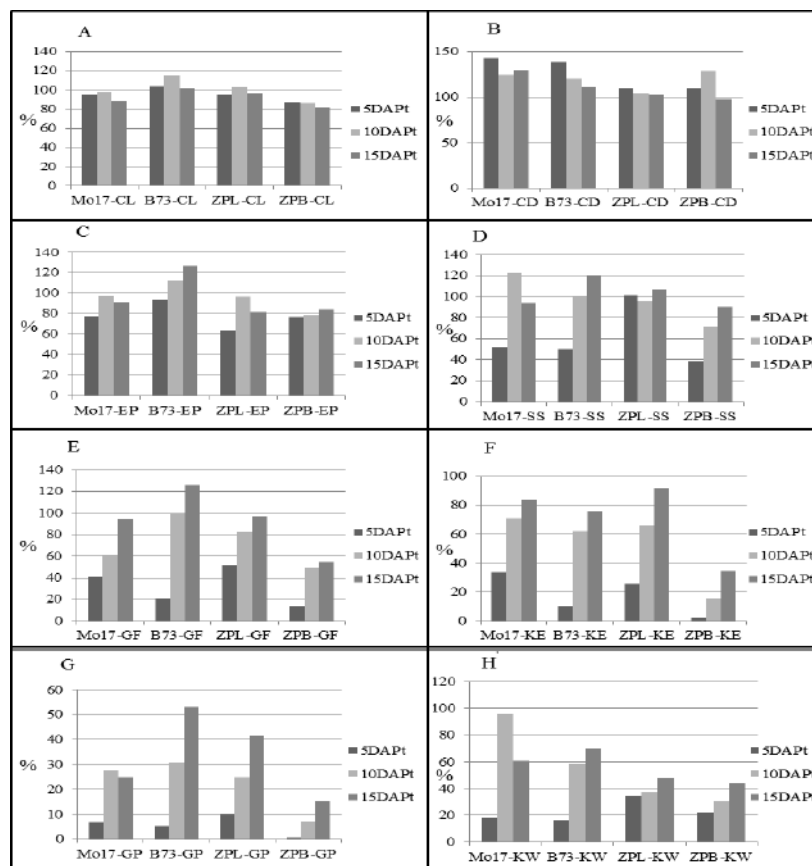 A
140
120
100
80
60
40
20
0
%
Mo17-CL B73-CL ZPL-CL ZPB-CL
5DAPt
10DAPt
15DAPt
B
150
100
50
0
%
Mo17-CD B73-CD ZPL-CD ZPB-CD
5DAPt
10DAPt
15DAPt
C
140
120
100
80
60
40
20
0
%
Mo17-EP B73-EP ZPL-EP ZPB-EP
5DAPt
10DAPt
15DAPt
D
140
120
100
80
60
40
20
0
%
Mo17-SS B73-SS ZPL-SS ZPB-SS
5DAPt
10DAPt
15DAPt
E
140
120
100
80
60
40
20
0
%
Mo17-GF B73-GF ZPL-GF ZPB-GF
5DAPt
10DAPt
15DAPt
F
100
80
60
40
20
0
%
Mo17-KE B73-KE ZPL-KE ZPB-KE
5DAPt
10DAPt
15DAPt
G
60
50
40
30
20
10
0
%
Mo17-GP B73-GP ZPL-GP ZPB-GP
5DAPt
10DAPt
15DAPt
H
120
100
80
60
40
20
0
%
Mo17-KW B73-KW ZPL-KW ZPB-KW
5DAPt
10DAPt
15DAPt